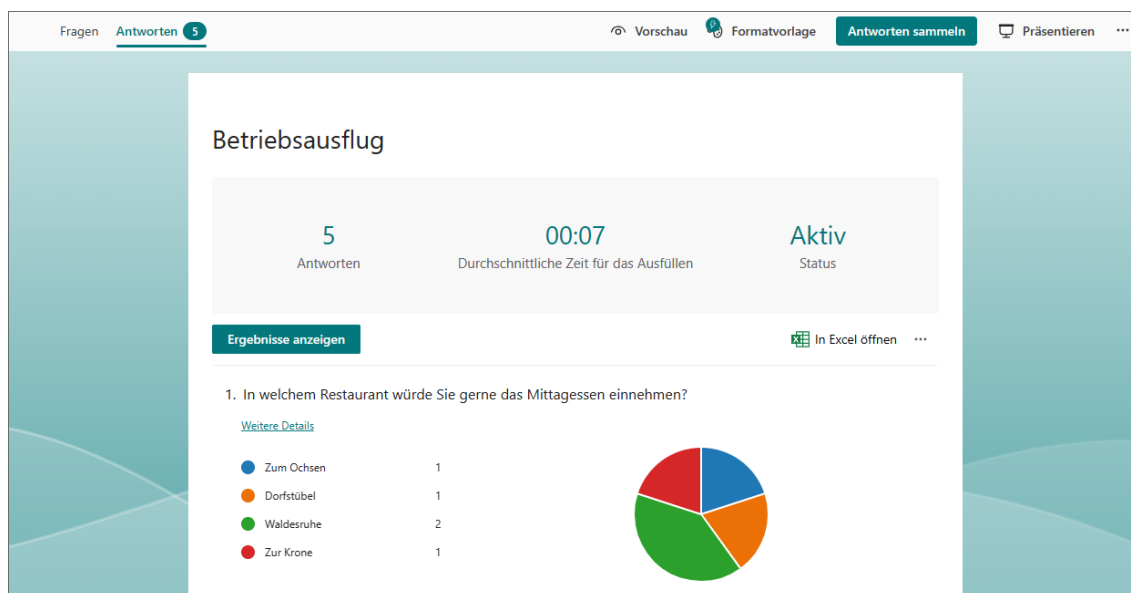 Fragen Antworten 5 Vorschau Formatvorlage Antworten sammeln Präsentieren ...
Betriebsausflug
5 00:07 Aktiv
Antworten Durchschnittliche Zeit für das Ausfüllen Status
Ergebnisse anzeigen In Excel öffnen ...
1. In welchem Restaurant würde Sie gerne das Mittagessen einnehmen?
Weitere Details
Zum Ochsen 1
Dorfstübel 1
Waldesruhe 2
Zur Krone 1